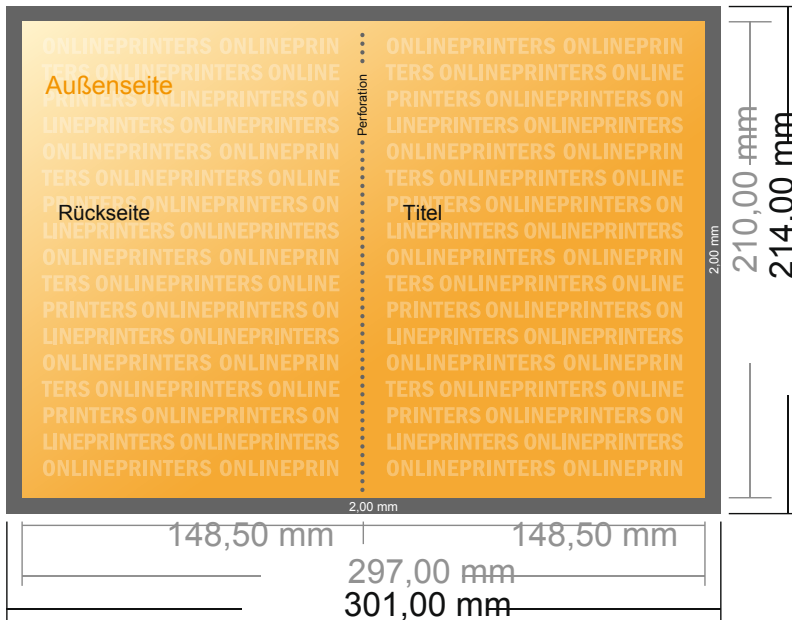 ONLINEPRINTERS ONLINEPRIN
TERS ONLINEPRINTERS ONLINE
PRINTERS ONLINEPRINTERS ON
LINEPRINTERS ONLINEPRINTERS
ONLINEPRINTERS ONLINEPRIN
TERS ONLINEPRINTERS ONLINE
PRINTERS ONLINEPRINTERS ON
LINEPRINTERS ONLINEPRINTERS
ONLINEPRINTERS ONLINEPRIN
TERS ONLINEPRINTERS ONLINE
PRINTERS ONLINEPRINTERS ON
LINEPRINTERS ONLINEPRINTERS
ONLINEPRINTERS ONLINEPRIN
TERS ONLINEPRINTERS ONLINE
PRINTERS ONLINEPRINTERS ON
LINEPRINTERS ONLINEPRINTERS
ONLINEPRINTERS ONLINEPRIN
Außenseite
Rückseite
Perforation
ONLINEPRINTERS ONLINEPRIN
TERS ONLINEPRINTERS ONLINE
PRINTERS ONLINEPRINTERS ON
LINEPRINTERS ONLINEPRINTERS
ONLINEPRINTERS ONLINEPRIN
TERS ONLINEPRINTERS ONLINE
PRINTERS ONLINEPRINTERS ON
LINEPRINTERS ONLINEPRINTERS
ONLINEPRINTERS ONLINEPRIN
TERS ONLINEPRINTERS ONLINE
PRINTERS ONLINEPRINTERS ON
LINEPRINTERS ONLINEPRINTERS
ONLINEPRINTERS ONLINEPRIN
TERS ONLINEPRINTERS ONLINE
PRINTERS ONLINEPRINTERS ON
LINEPRINTERS ONLINEPRINTERS
ONLINEPRINTERS ONLINEPRIN
Titel
2,00 mm
210,00 mm
214,00 mm
2,00 mm
148,50 mm
148,50 mm
297,00 mm
301,00 mm